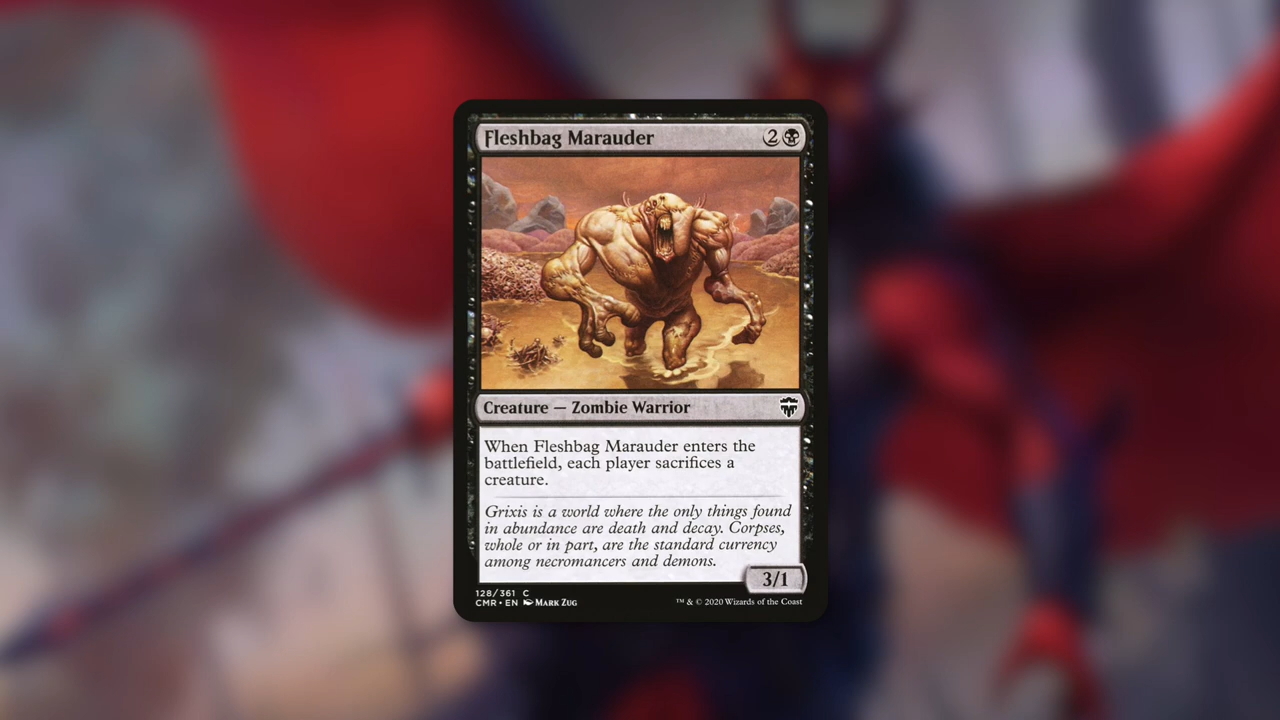 Fleshbag Marauder 2
Creature — Zombie Warrior
When Fleshbag Marauder enters the
battlefield, each player sacrifices a
creature.
Grixis is a world where the only things found
in abundance are death and decay. Corpses,
whole or in part, are the standard currency
among necromancers and demons.
3/1
128/361 C
CMR • EN Mark Zug
™ & © 2020 Wizards of the Coast